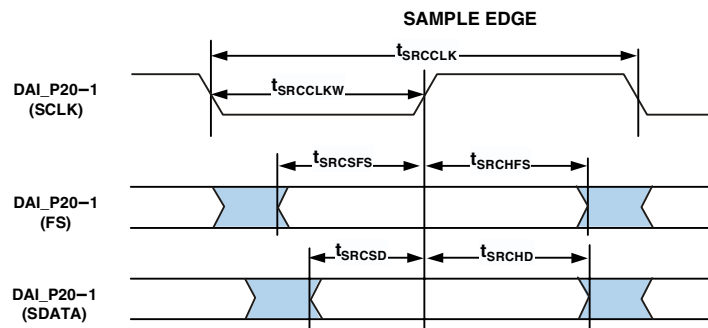 SAMPLE EDGE
tSRCCLK
DAI_P20–1
(SCLK)
tSRCCLKW
tSRCSFS
tSRCHFS
DAI_P20–1
(FS)
tSRCSD
tSRCHD
DAI_P20–1
(SDATA)